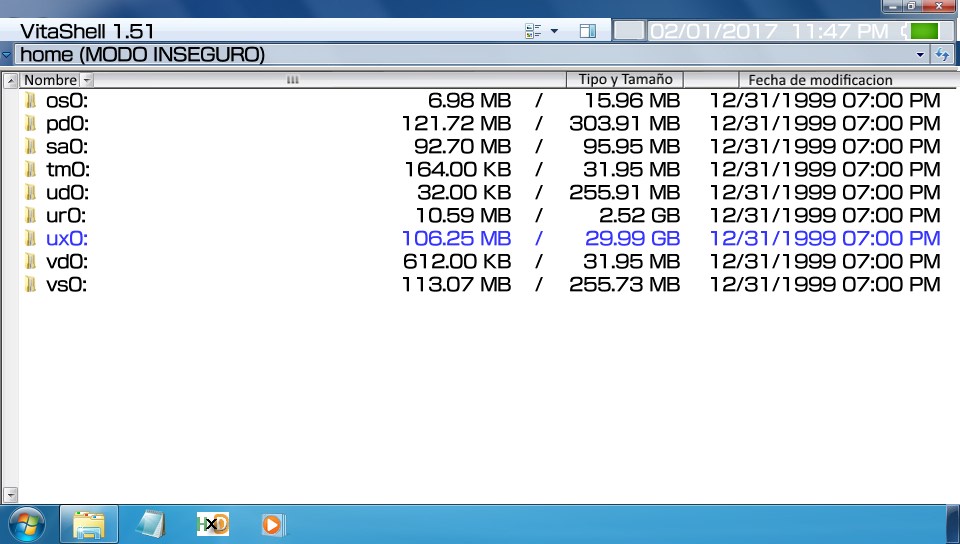 VitaShell 1.51
02/01/2017 11:47 PM
home (MODO INSEGURO)
Nombre Tipo y Tamaño Fecha de modificacion
os0: 6.98 MB / 15.96 MB 12/31/1999 07:00 PM
pd0: 121.72 MB / 303.91 MB 12/31/1999 07:00 PM
sa0: 92.70 MB / 95.95 MB 12/31/1999 07:00 PM
tm0: 164.00 KB / 31.95 MB 12/31/1999 07:00 PM
ud0: 32.00 KB / 255.91 MB 12/31/1999 07:00 PM
ur0: 10.59 MB / 2.52 GB 12/31/1999 07:00 PM
ux0: 106.25 MB / 29.99 GB 12/31/1999 07:00 PM
vd0: 612.00 KB / 31.95 MB 12/31/1999 07:00 PM
vs0: 113.07 MB / 255.73 MB 12/31/1999 07:00 PM
HXD